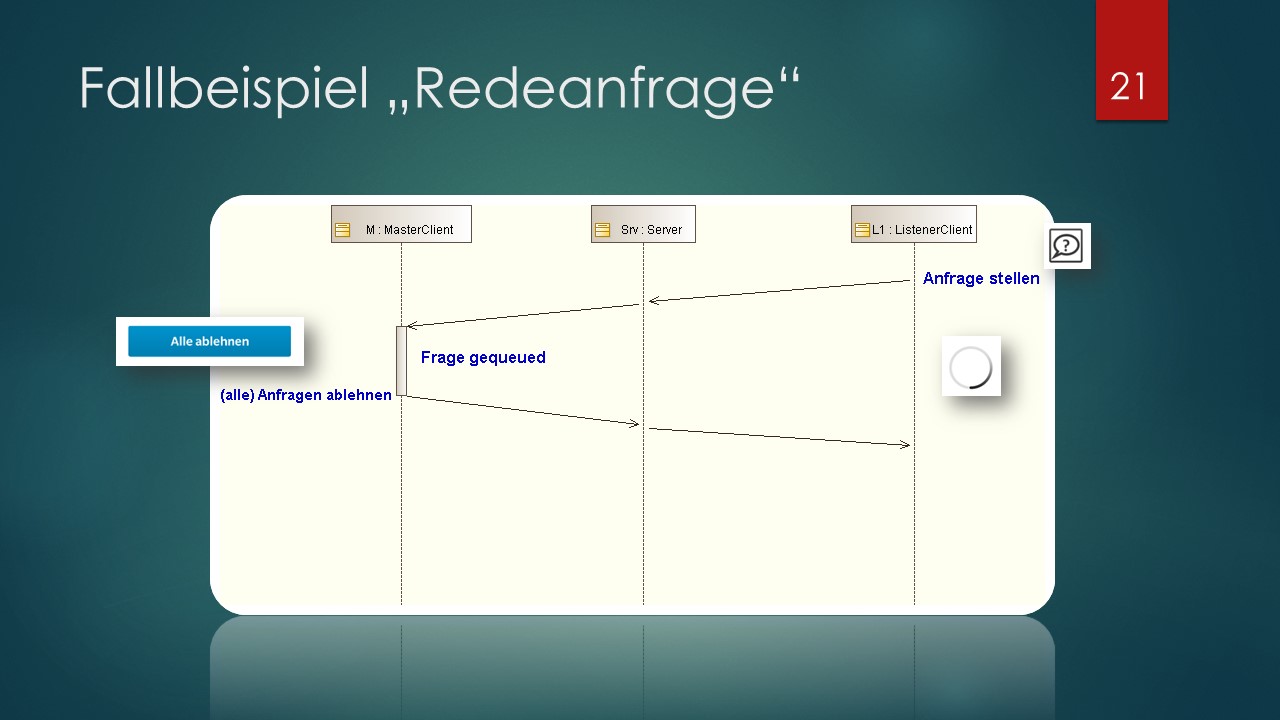 Fallbeispiel „Redeanfrage“
21
M : MasterClient
Srv : Server
L1 : ListenerClient
?
Anfrage stellen
Alle ablehnen
Frage gequeued
(alle) Anfragen ablehnen